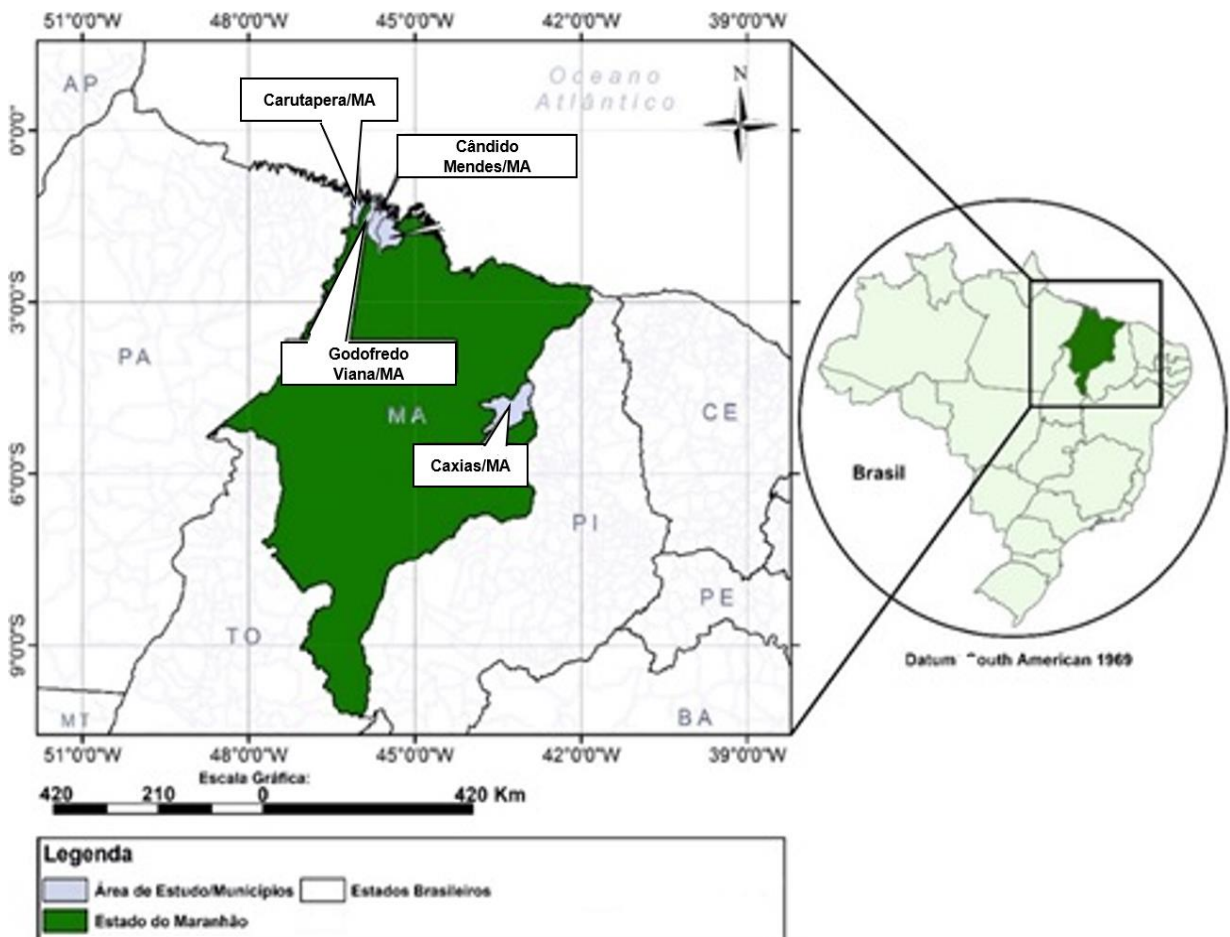 51°0'0"W 48°0'0"W 45°0'0"W 42°0'0"W 39°0'0"W
AP
Oceano
Atlântico
N
Carutapera/MA
Cândido
Mendes/MA
0°0'0"
3°0'0"S
6°0'0"S
9°0'0"S
PA
Godofredo
Viana/MA
MA
CE
Caxias/MA
PI
PE
TO
BA
MT
Brasil
Datum: outh American 1969
51°0'0"W 48°0'0"W 45°0'0"W 42°0'0"W 39°0'0"W
Escala Gráfica:
420 210 0 420 Km
Legenda
Área de Estudo/Municípios Estados Brasileiros
Estado do Maranhão